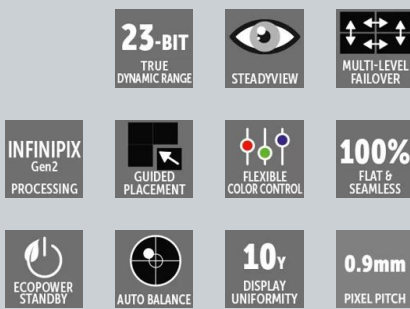 23-BIT
TRUE
DYNAMIC RANGE
STEADYVIEW
MULTI-LEVEL
FAILOVER
INFINIPIX
Gen2
PROCESSING
GUIDED
PLACEMENT
FLEXIBLE
COLOR CONTROL
100%
FLAT &
SEAMLESS
ECOPOWER
STANDBY
AUTO BALANCE
10Y
DISPLAY
UNIFORMITY
0.9mm
PIXEL PITCH